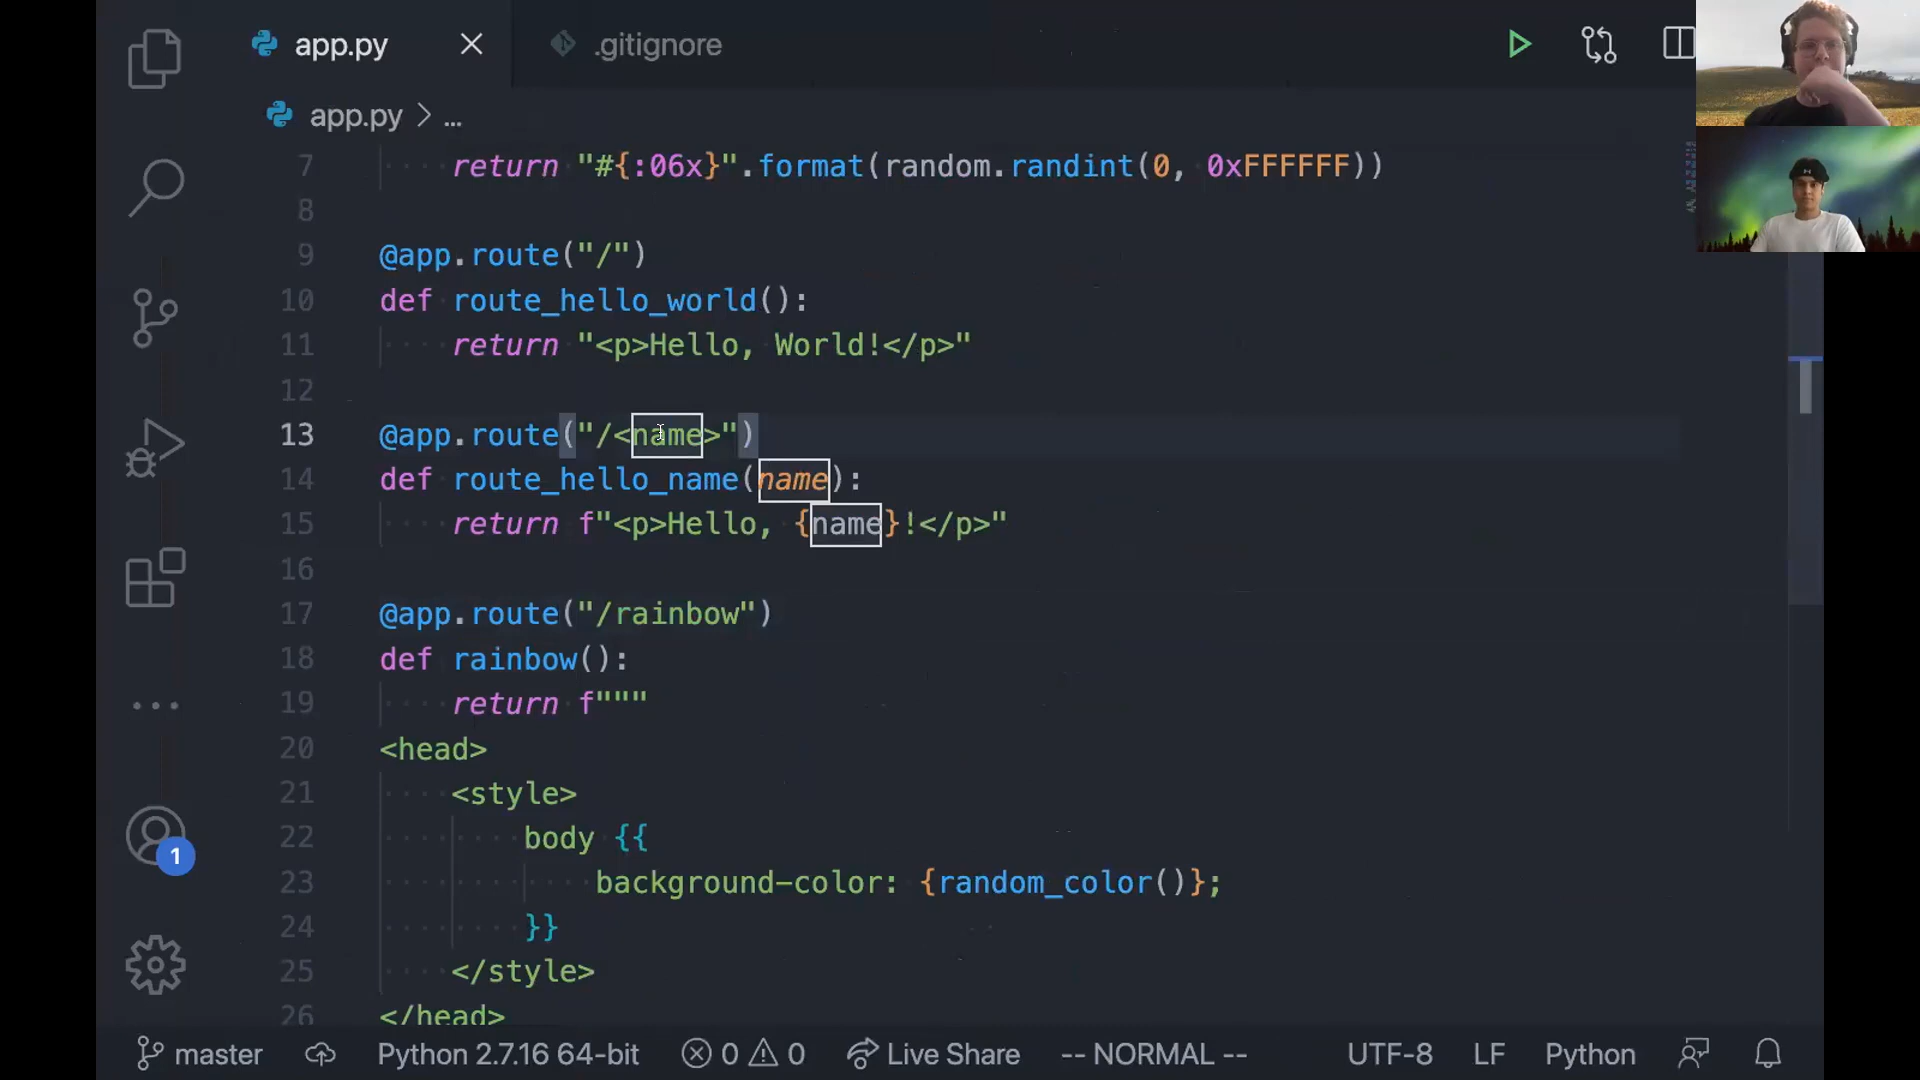 app.py
.gitignore
app.py > ...
7 return "#{:06x}".format(random.randint(0, 0xFFFFFF))
8
9 @app.route("/")
10 def route_hello_world():
11 return "<p>Hello, World!</p>"
12
13 @app.route("/<name>")
14 def route_hello_name(name):
15 return f"<p>Hello, {name}!</p>"
16
17 @app.route("/rainbow")
18 def rainbow():
19 return f"""
20 <head>
21 <style>
22 body {{
23 background-color: {random_color()};
24 }}
25 </style>
26 </head>
1
master Python 2.7.16 64-bit 0 0 Live Share -- NORMAL -- UTF-8 LF Python